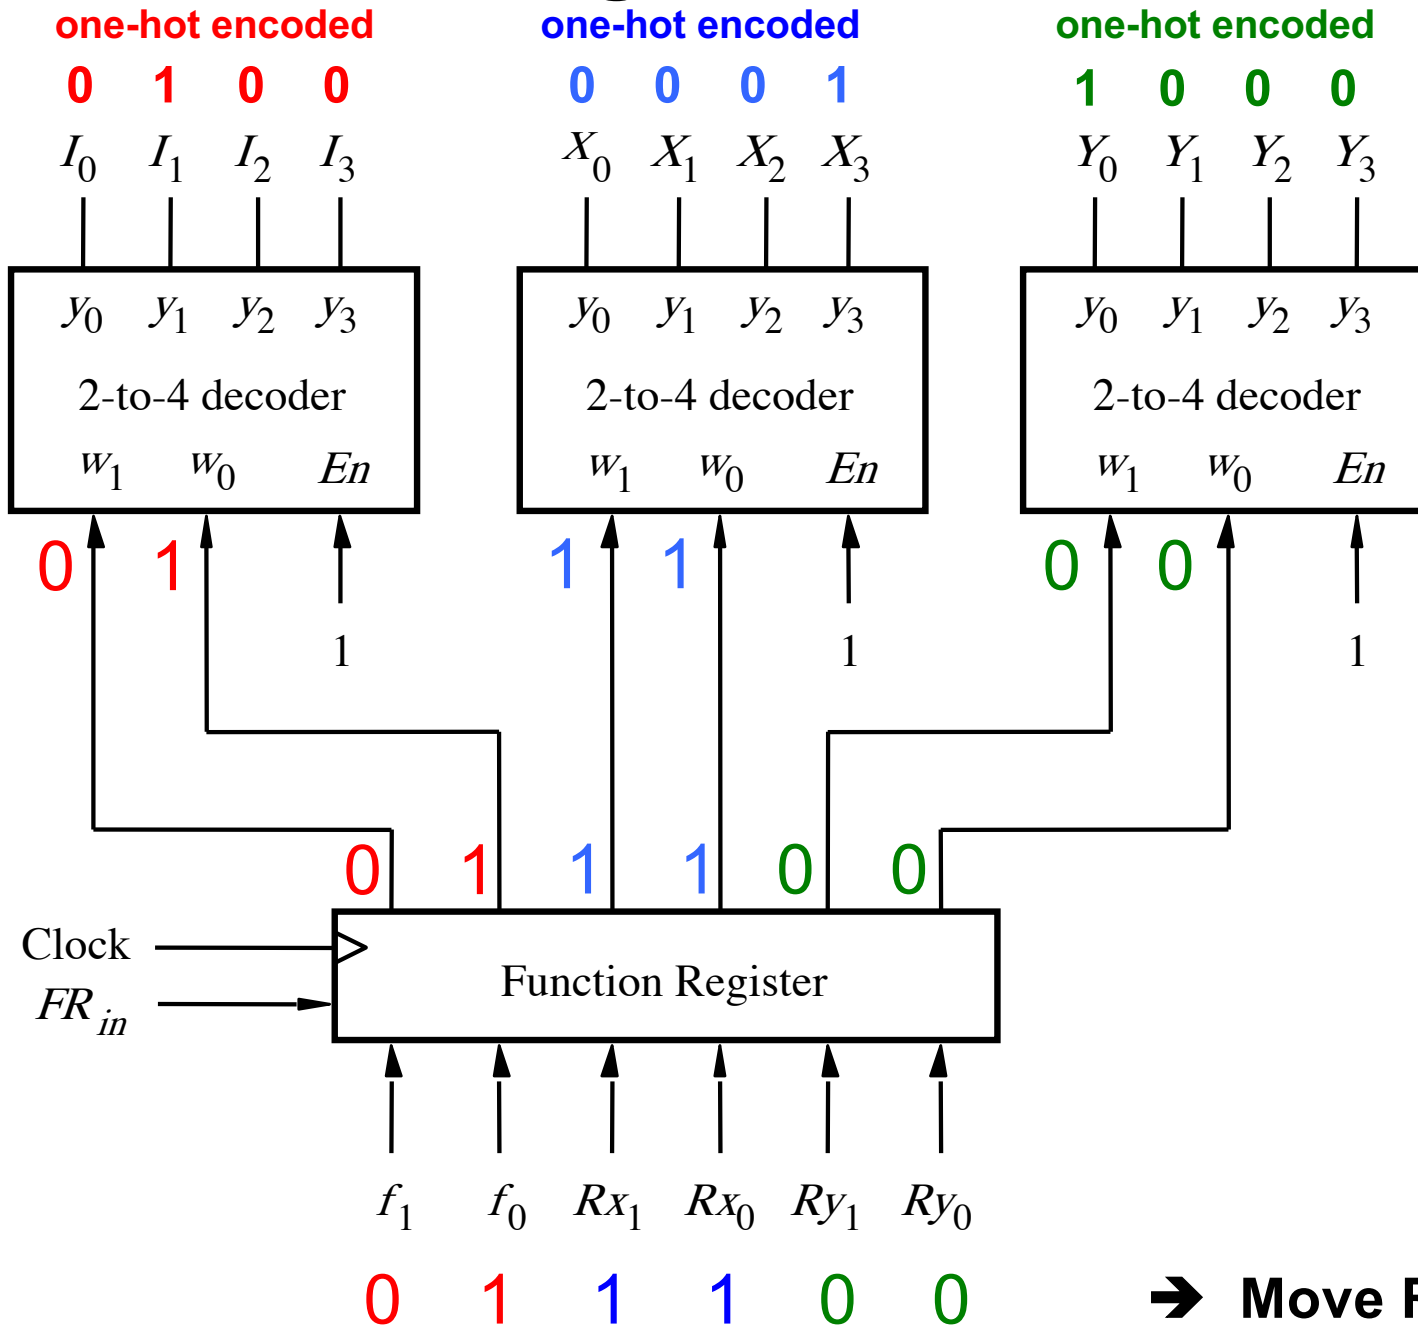 one-hot encoded one-hot encoded one-hot encoded
0 1 0 0 0 0 0 1 1 0 0 0
I0 I1 I2 I3 X0 X1 X2 X3 Y0 Y1 Y2 Y3
y0 y1 y2 y3 y0 y1 y2 y3 y0 y1 y2 y3
2-to-4 decoder 2-to-4 decoder 2-to-4 decoder
w1 w0 En w1 w0 En w1 w0 En
0 1 1 1 0 0
1 1 1
0 1 1 1 0 0
Clock
Function Register
FR in
f1 f0 Rx1 Rx0 Ry1 Ry0
0 1 1 1 0 0 ➔ Move